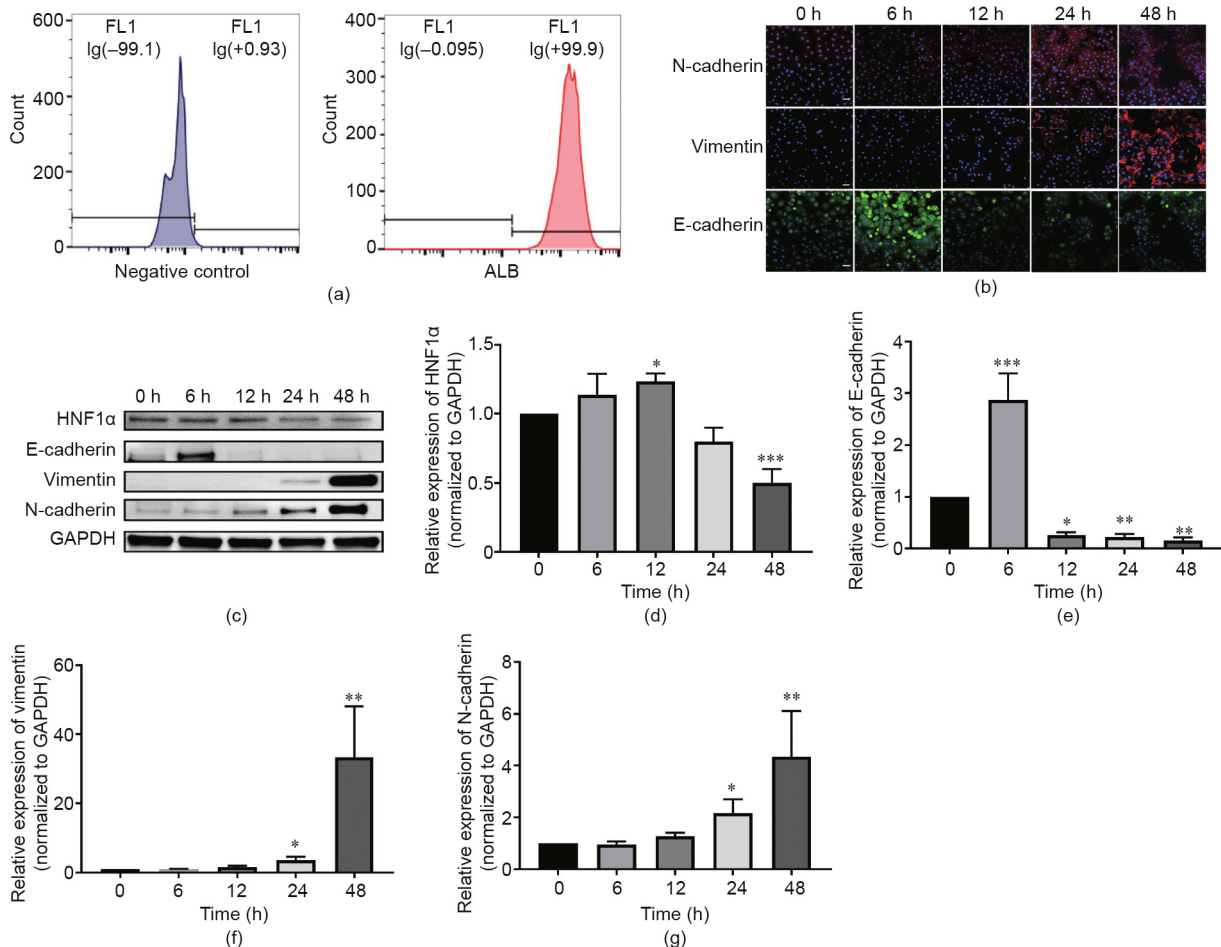 600
FL1
lg(–99.1)
FL1
lg(+0.93)
400
200
0
Count
Negative control
400
FL1
lg(–0.095)
FL1
lg(+99.9)
300
200
100
0
Count
ALB
(a)
0 h 6 h 12 h 24 h 48 h
N-cadherin
Vimentin
E-cadherin
(b)
0 h 6 h 12 h 24 h 48 h
HNF1α
E-cadherin
Vimentin
N-cadherin
GAPDH
(c)
Relative expression of HNF1α
(normalized to GAPDH)
1.5
1.0
0.5
0
*
***
0 6 12 24 48
Time (h)
(d)
Relative expression of E-cadherin
(normalized to GAPDH)
4
3
2
1
0
***
*
**
**
0 6 12 24 48
Time (h)
(e)
Relative expression of vimentin
(normalized to GAPDH)
60
40
20
0
*
**
0 6 12 24 48
Time (h)
(f)
Relative expression of N-cadherin
(normalized to GAPDH)
8
6
4
2
0
*
**
0 6 12 24 48
Time (h)
(g)